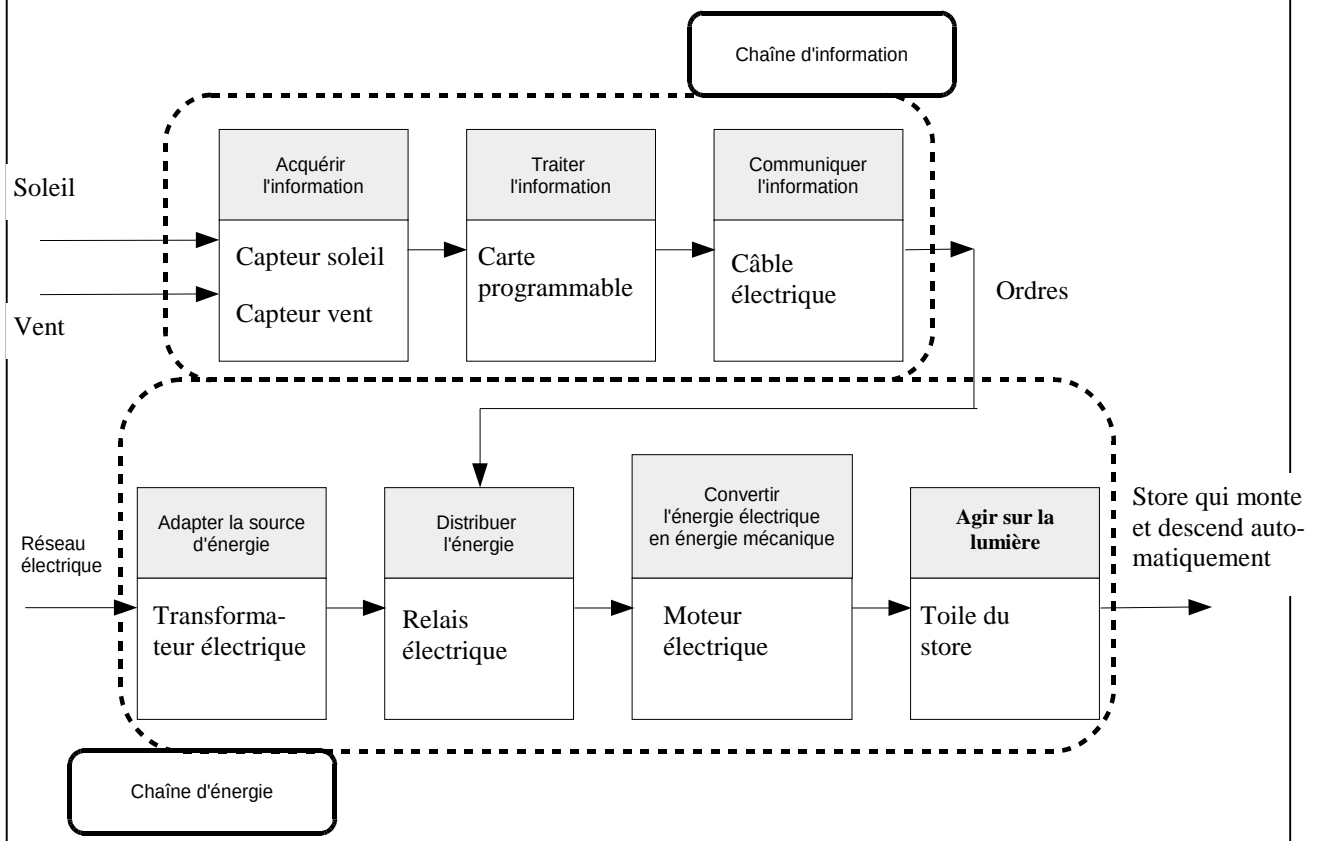 Chaîne d'information
Soleil
Vent
Acquérir
l'information
Capteur soleil
Capteur vent
Traiter
l'information
Carte
programmable
Communiquer
l'information
Câble
électrique
Ordres
Réseau
électrique
Adapter la source
d'énergie
Transforma-
teur électrique
Distribuer
l'énergie
Relais
électrique
Convertir
l'énergie électrique
en énergie mécanique
Moteur
électrique
Agir sur la
lumière
Toile du
store
Store qui monte
et descend auto-
matiquement
Chaîne d'énergie